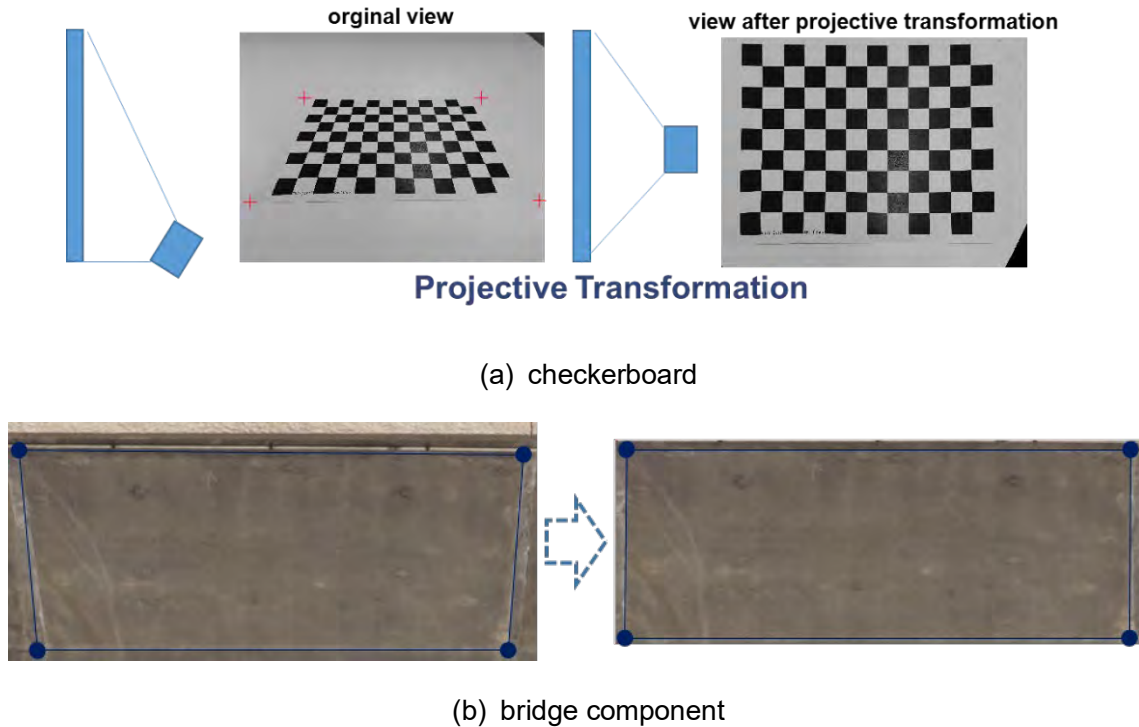 orginal view
view after projective transformation
Projective Transformation
(a) checkerboard
(b) bridge component